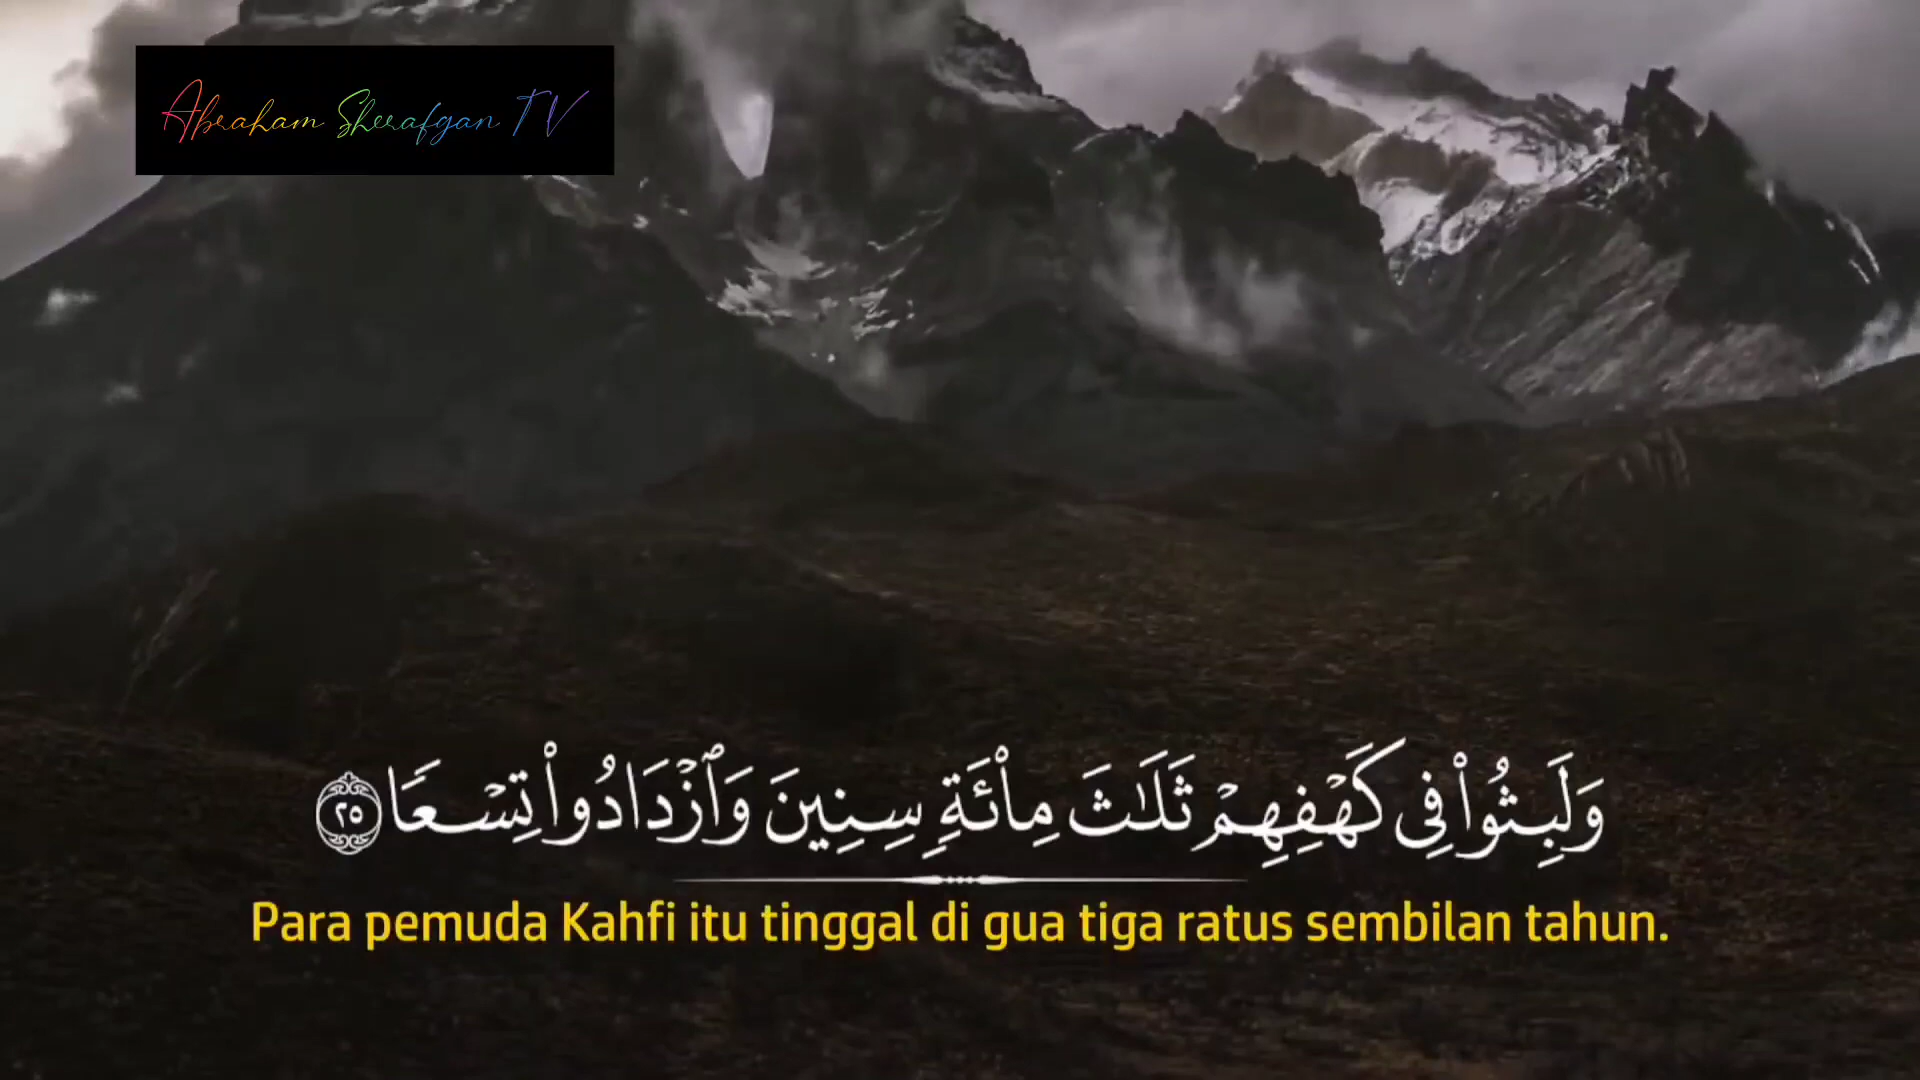 Abraham Sherafgan TV
وَلَبِثُوا۟ فِى كَهْفِهِمْ ثَلَٰثَ مِا۟ئَةٍ سِنِينَ وَٱزْدَادُوا۟ تِسْعًا ٢٥
Para pemuda Kahfi itu tinggal di gua tiga ratus sembilan tahun.